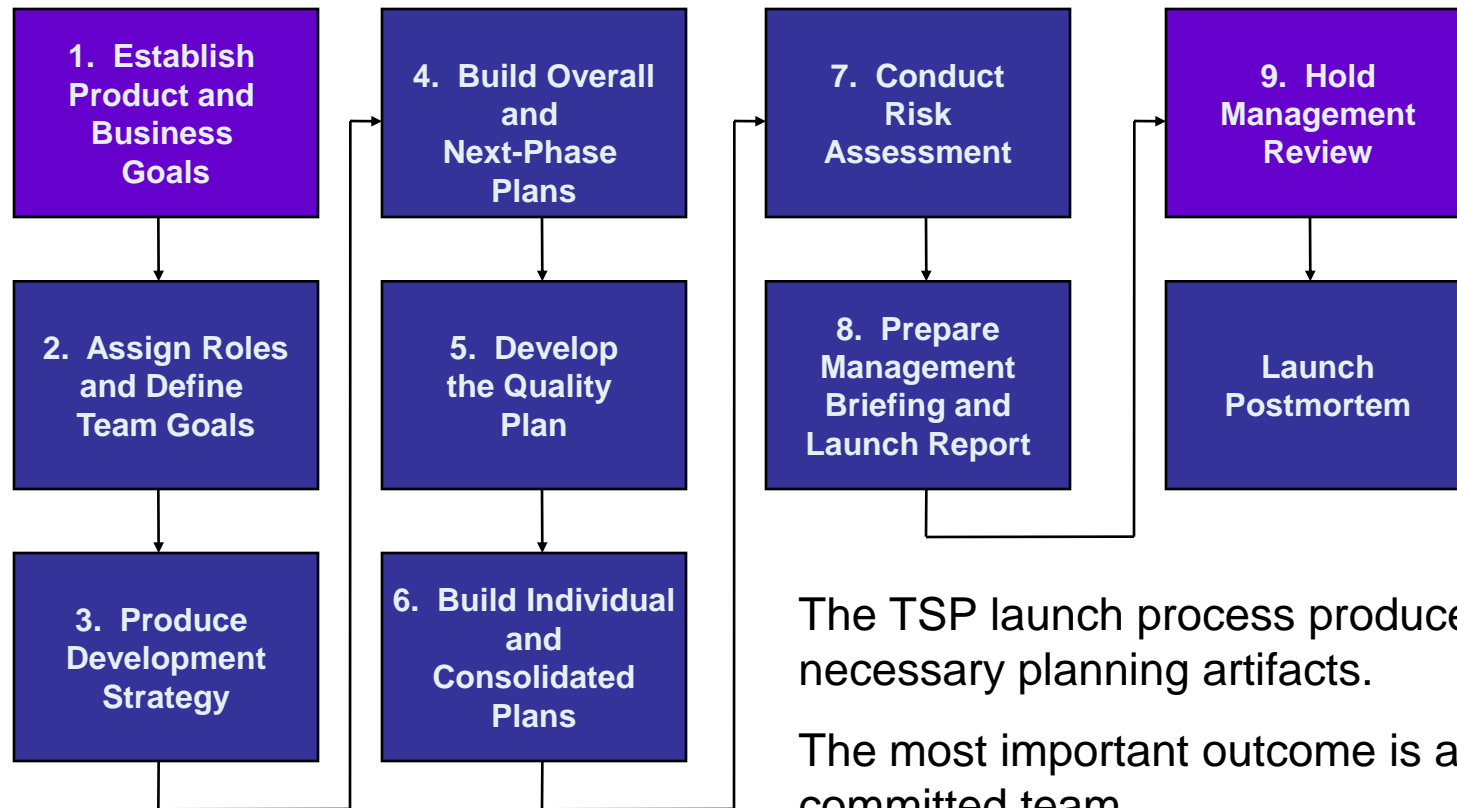 1. Establish
Product and
Business
Goals
2. Assign Roles
and Define
Team Goals
3. Produce
Development
Strategy
4. Build Overall
and
Next-Phase
Plans
5. Develop
the Quality
Plan
6. Build Individual
and
Consolidated
Plans
7. Conduct
Risk
Assessment
8. Prepare
Management
Briefing and
Launch Report
9. Hold
Management
Review
Launch
Postmortem
The TSP launch process produce
necessary planning artifacts.
The most important outcome is a
committed team